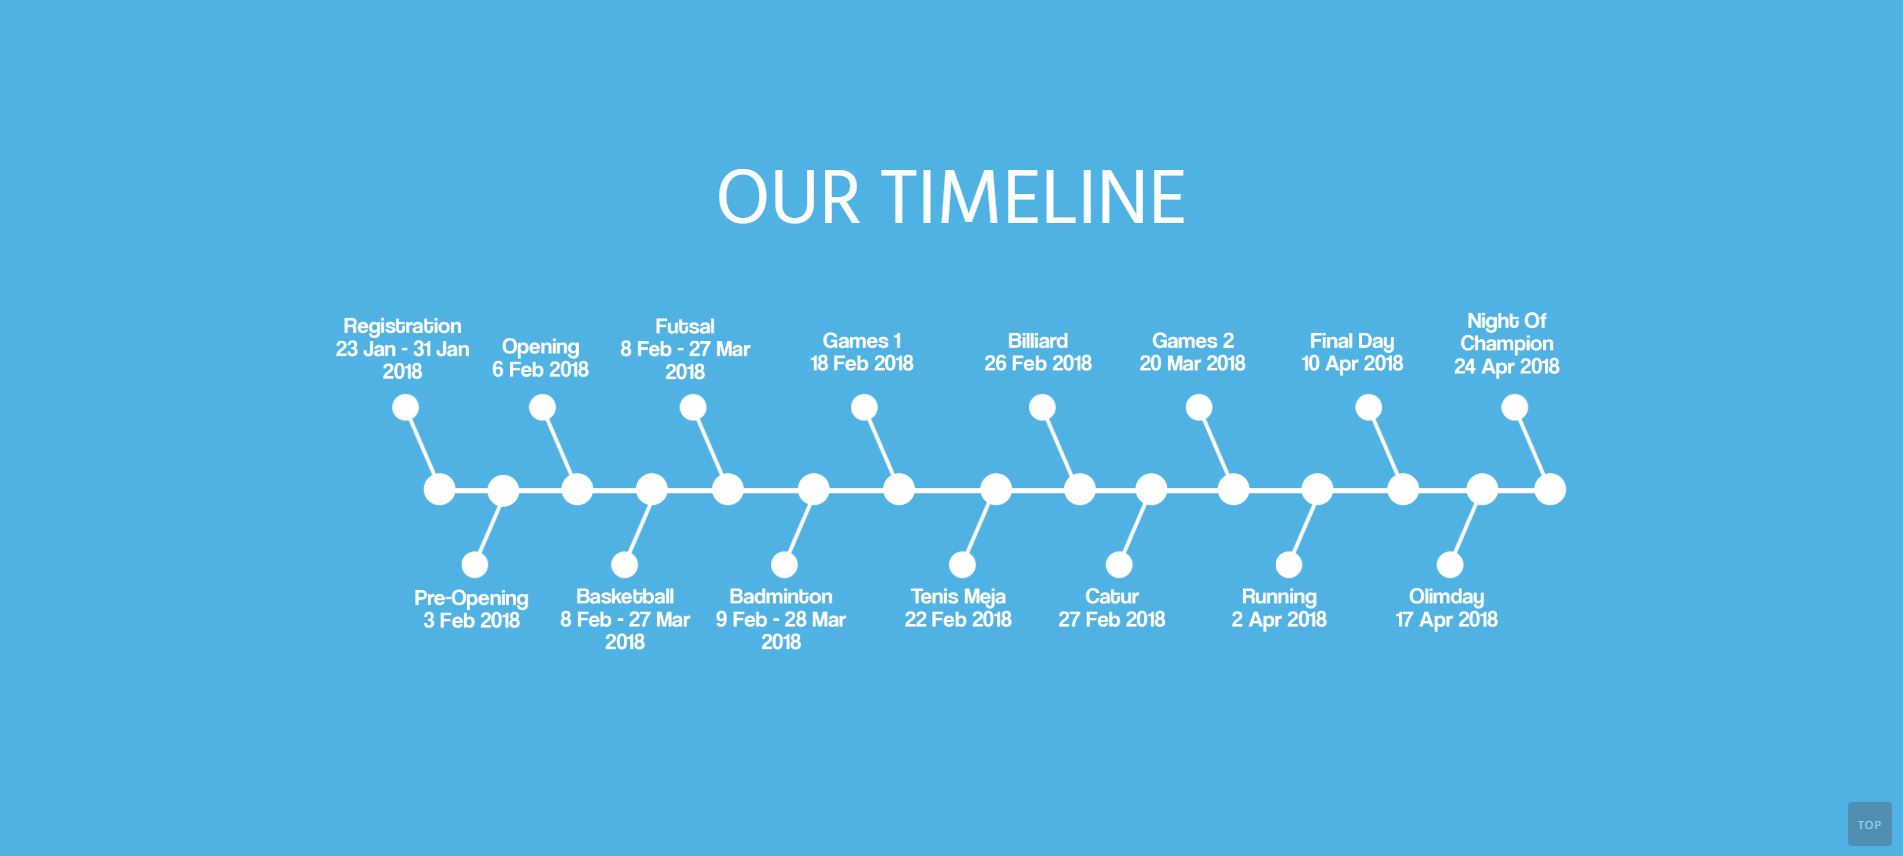 OUR TIMELINE
Registration
23 Jan - 31 Jan
2018
Opening
6 Feb 2018
Futsal
8 Feb - 27 Mar
2018
Games 1
18 Feb 2018
Billiard
26 Feb 2018
Games 2
20 Mar 2018
Final Day
10 Apr 2018
Night Of
Champion
24 Apr 2018
Pre-Opening
3 Feb 2018
Basketball
8 Feb - 27 Mar
2018
Badminton
9 Feb - 28 Mar
2018
Tenis Meja
22 Feb 2018
Catur
27 Feb 2018
Running
2 Apr 2018
Olimday
17 Apr 2018
TOP